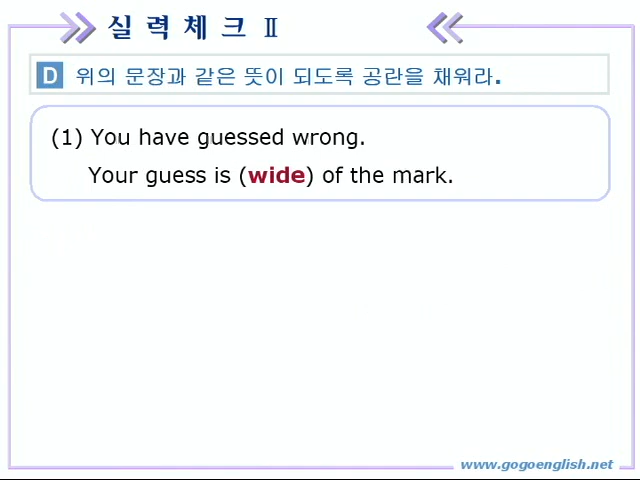 실 력 체 크 Ⅱ
D 위의 문장과 같은 뜻이 되도록 공란을 채워라.
(1) You have guessed wrong.
Your guess is (wide) of the mark.
www.gogoenglish.net